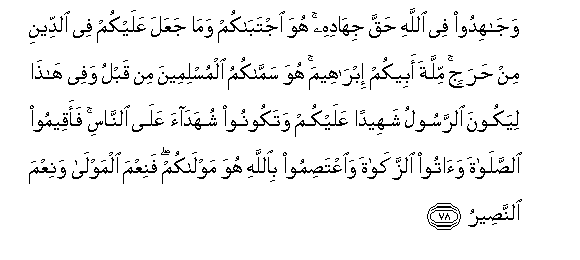 وَجَٰهِدُوا۟ فِى ٱللَّهِ حَقَّ جِهَادِهِۦ ۚ هُوَ ٱجْتَبَىٰكُمْ وَمَا جَعَلَ عَلَيْكُمْ فِى ٱلدِّينِ
مِنْ حَرَجٍ ۚ مِّلَّةَ أَبِيكُمْ إِبْرَٰهِيمَ ۚ هُوَ سَمَّىٰكُمُ ٱلْمُسْلِمِينَ مِن قَبْلُ وَفِى هَٰذَا
لِيَكُونَ ٱلرَّسُولُ شَهِيدًا عَلَيْكُمْ وَتَكُونُوا۟ شُهَدَآءَ عَلَى ٱلنَّاسِ ۚ فَأَقِيمُوا۟
ٱلصَّلَوٰةَ وَءَاتُوا۟ ٱلزَّكَوٰةَ وَٱعْتَصِمُوا۟ بِٱللَّهِ هُوَ مَوْلَىٰكُمْ ۖ فَنِعْمَ ٱلْمَوْلَىٰ وَنِعْمَ
ٱلنَّصِيرُ ٧٨